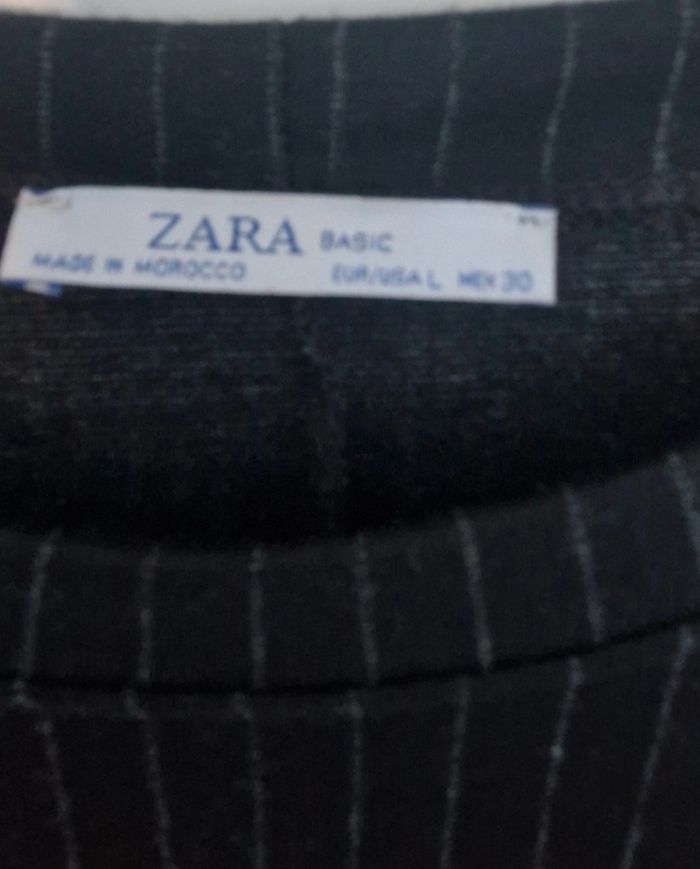 ZARA BASIC
MADE IN MOROCCO EUR/USA L MEX 30